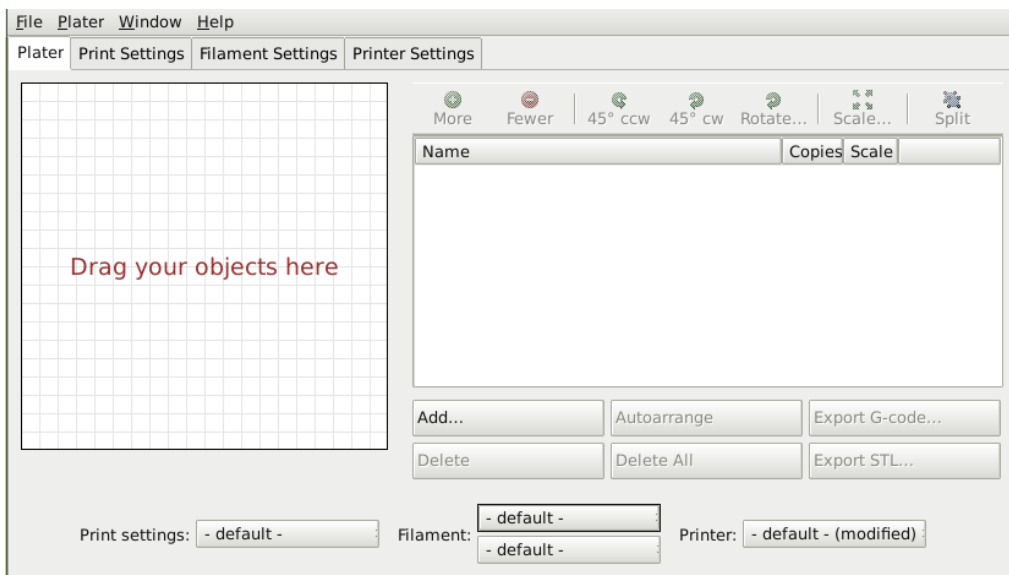 File Plater Window Help
Plater Print Settings Filament Settings Printer Settings
More Fewer 45° ccw 45° cw Rotate... Scale... Split
Name Copies Scale
Drag your objects here
Add... Autoarrange Export G-code...
Delete Delete All Export STL...
Print settings: - default - Filament: - default - Printer: - default - (modified)
- default -